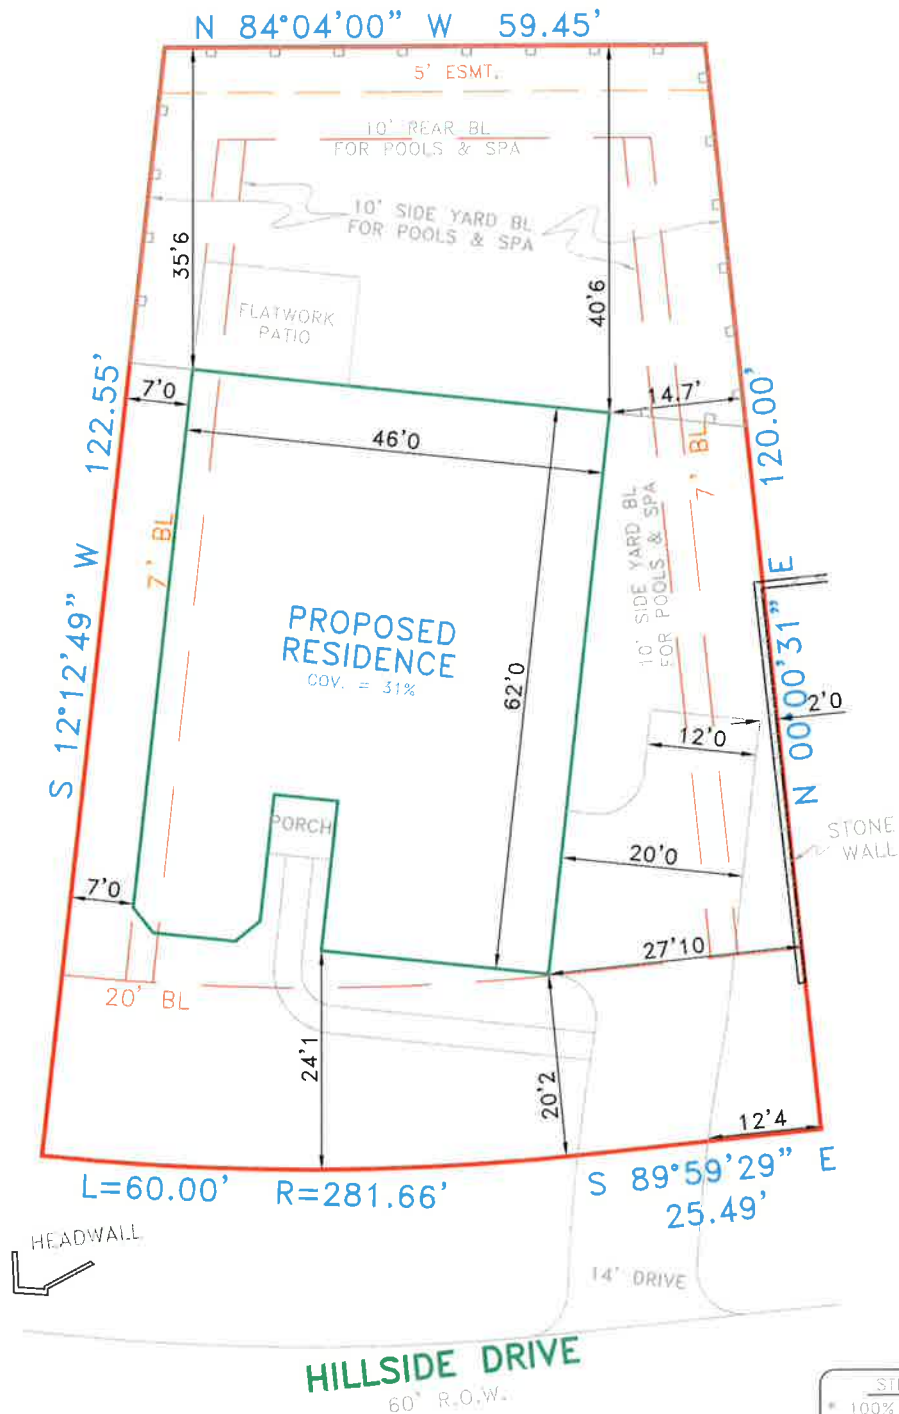 N 84°04'00" W 59.45'
5' ESMT.
10' REAR BL
FOR POOLS & SPA
10' SIDE YARD BL
FOR POOLS & SPA
35'6
40'6
FLATWORK
PATIO
7'0
14.7'
46'0
S 12°12'49" W 122.55'
7' BL
7' BL
N 00°00'31" E 120.00'
10' SIDE YARD BL
FOR POOLS & SPA
PROPOSED
RESIDENCE
COV. = 31%
62'0
2'0
12'0
PORCH
STONE
WALL
20'0
7'0
27'10
20' BL
24'1
20'2
12'4
L=60.00' R=281.66'
S 89°59'29" E
25.49'
HEADWALL
14' DRIVE
HILLSIDE DRIVE
60' R.O.W.
* 100%